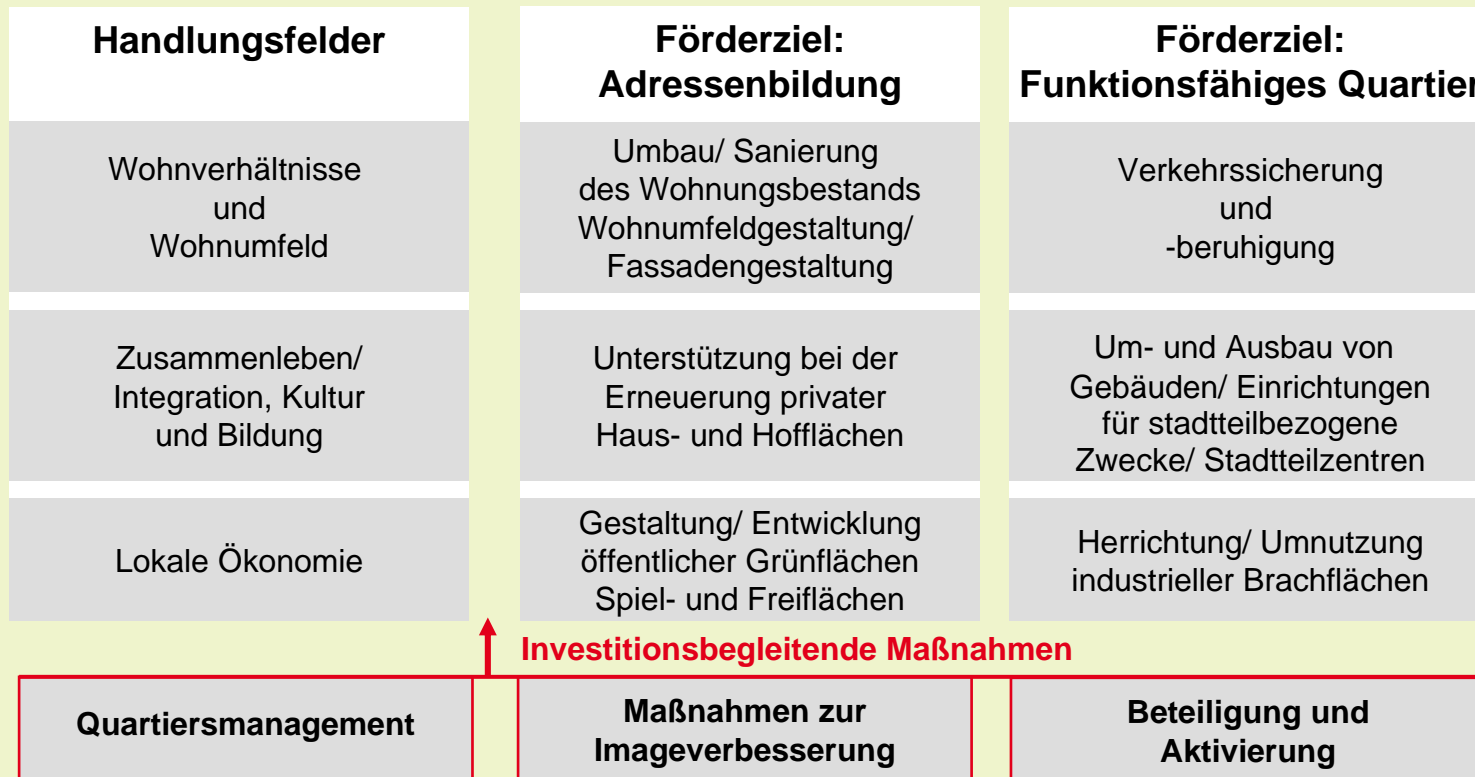 Handlungsfelder
Förderziel:
Adressenbildung
Förderziel:
Funktionsfähiges Quartier
Wohnverhältnisse
und
Wohnumfeld
Umbau/ Sanierung
des Wohnungsbestands
Wohnumfeldgestaltung/
Fassadengestaltung
Verkehrssicherung
und
-beruhigung
Zusammenleben/
Integration, Kultur
und Bildung
Unterstützung bei der
Erneuerung privater
Haus- und Hofflächen
Um- und Ausbau von
Gebäuden/ Einrichtungen
für stadtteilbezogene
Zwecke/ Stadtteilzentren
Lokale Ökonomie
Gestaltung/ Entwicklung
öffentlicher Grünflächen
Spiel- und Freiflächen
Herrichtung/ Umnutzung
industrieller Brachflächen
Investitionsbegleitende Maßnahmen
Quartiersmanagement
Maßnahmen zur
Imageverbesserung
Beteiligung und
Aktivierung